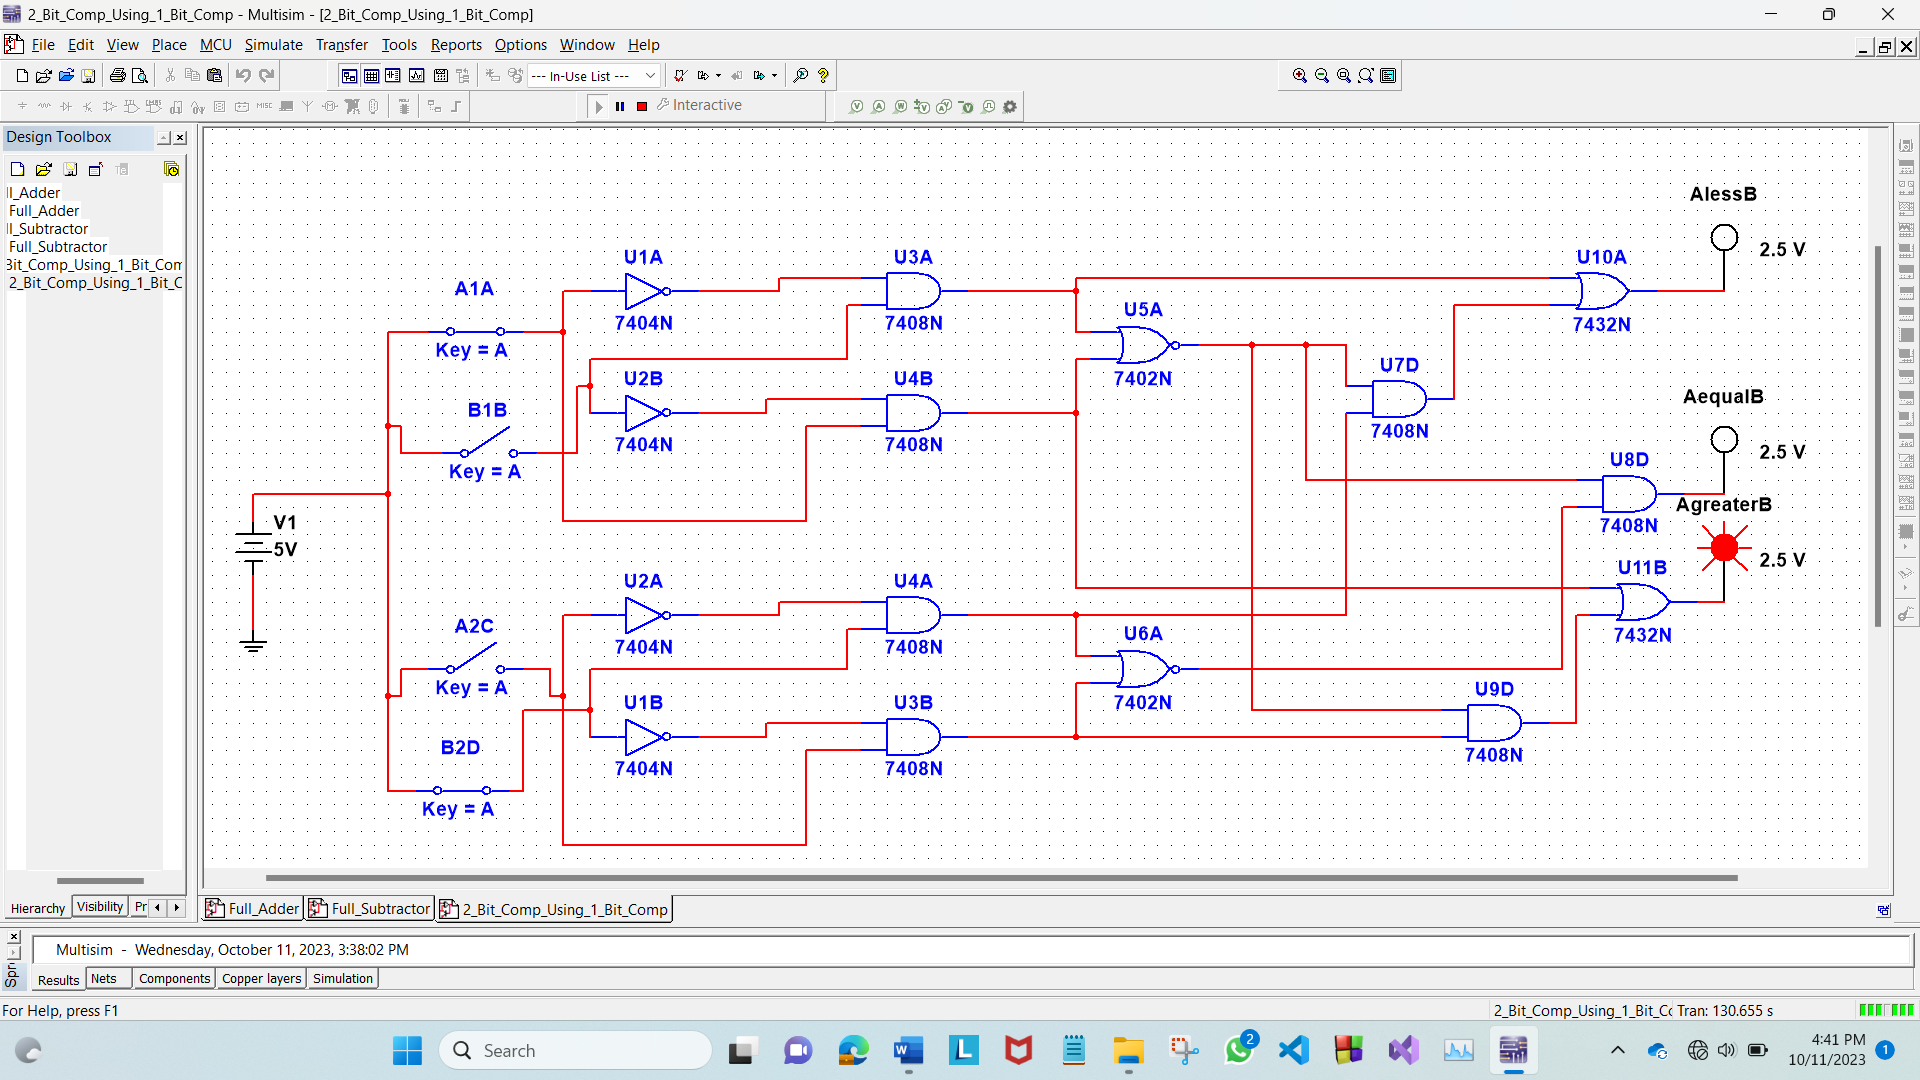 2_Bit_Comp_Using_1_Bit_Comp - Multisim - [2_Bit_Comp_Using_1_Bit_Comp]
File Edit View Place MCU Simulate Transfer Tools Reports Options Window Help
--- In-Use List ---
Interactive
Design Toolbox
ll_Adder
Full_Adder
ll_Subtractor
Full_Subtractor
Bit_Comp_Using_1_Bit_Com
2_Bit_Comp_Using_1_Bit_C
Hierarchy Visibility Pr
AlessB
2.5 V
U1A
7404N
U3A
7408N
U10A
7432N
A1A
Key = A
U5A
7402N
U2B
7404N
U4B
7408N
U7D
7408N
B1B
Key = A
AequalB
2.5 V
U8D
7408N
V1
5V
AgreaterB
2.5 V
U11B
7432N
U2A
7404N
U4A
7408N
A2C
Key = A
U6A
7402N
U1B
7404N
U3B
7408N
U9D
7408N
B2D
Key = A
Full_Adder Full_Subtractor 2_Bit_Comp_Using_1_Bit_Comp
Multisim - Wednesday, October 11, 2023, 3:38:02 PM
Spr
Results Nets Components Copper layers Simulation
For Help, press F1
2_Bit_Comp_Using_1_Bit_Co Tran: 130.655 s
Search
2
4:41 PM
10/11/2023
1